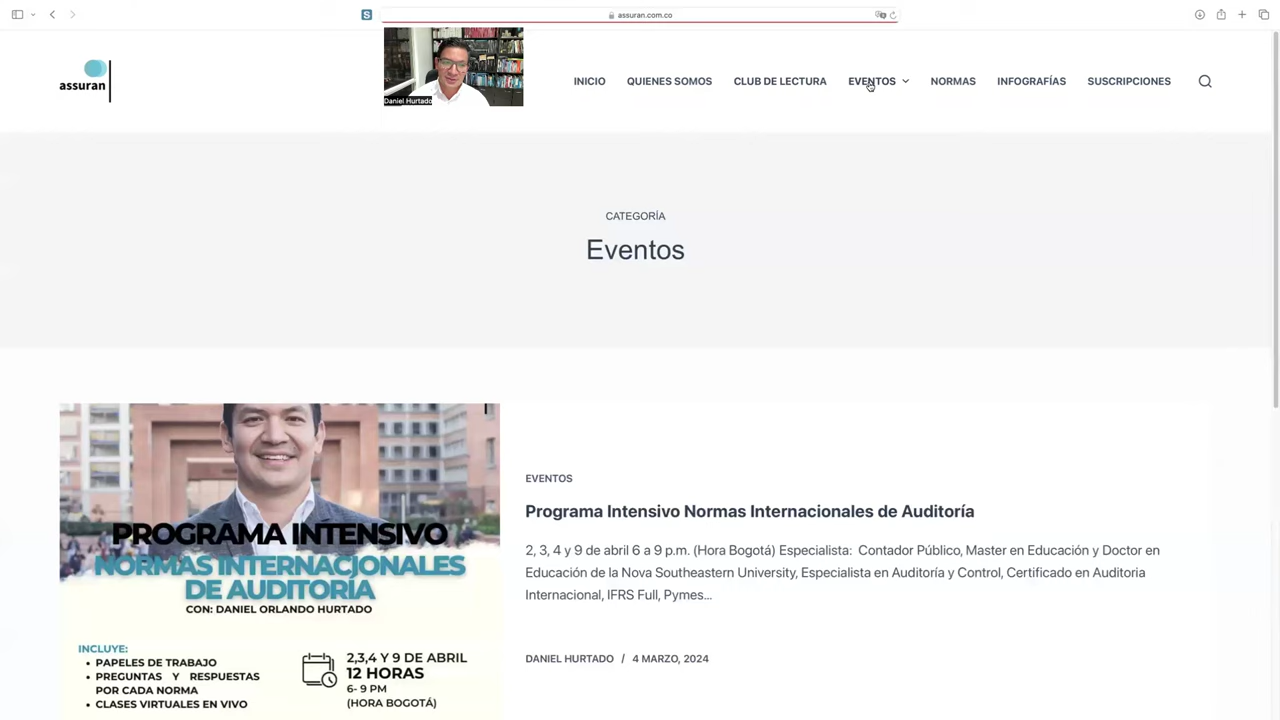 S
assuran.com.co
assuran
Daniel Hurtado
INICIO QUIENES SOMOS CLUB DE LECTURA EVENTOS NORMAS INFOGRAFÍAS SUSCRIPCIONES
CATEGORÍA
Eventos
PROGRAMA INTENSIVO
NORMAS INTERNACIONALES
DE AUDITORÍA
CON: DANIEL ORLANDO HURTADO
INCLUYE:
• PAPELES DE TRABAJO
• PREGUNTAS Y RESPUESTAS
POR CADA NORMA
• CLASES VIRTUALES EN VIVO
2,3,4 Y 9 DE ABRIL
12 HORAS
6- 9 PM
(HORA BOGOTÁ)
EVENTOS
Programa Intensivo Normas Internacionales de Auditoría
2, 3, 4 y 9 de abril 6 a 9 p.m. (Hora Bogotá) Especialista: Contador Público, Master en Educación y Doctor en
Educación de la Nova Southeastern University, Especialista en Auditoría y Control, Certificado en Auditoria
Internacional, IFRS Full, Pymes...
DANIEL HURTADO / 4 MARZO, 2024